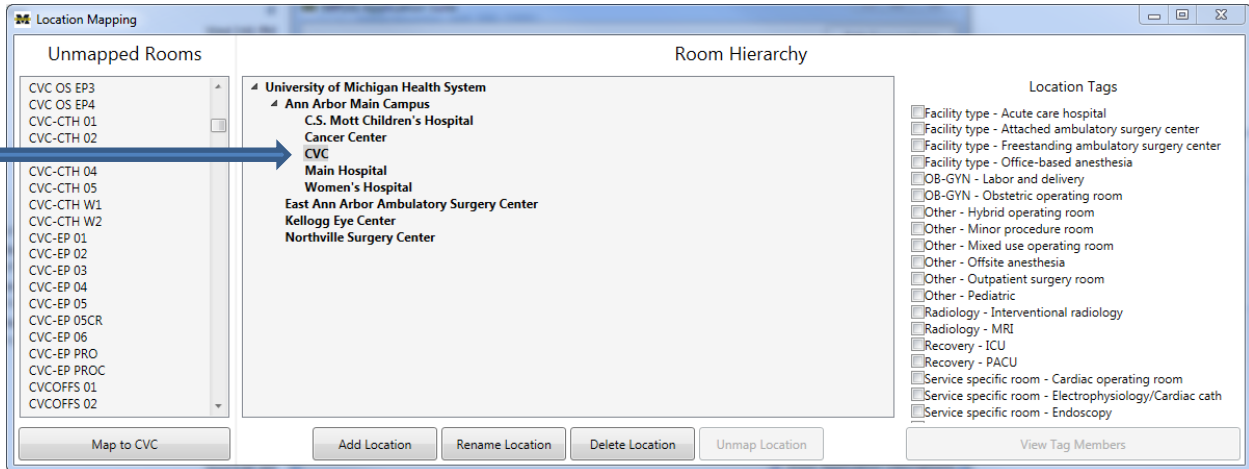 Location Mapping
Unmapped Rooms
CVC OS EP3
CVC OS EP4
CVC-CTH 01
CVC-CTH 02
CVC-CTH 04
CVC-CTH 05
CVC-CTH W1
CVC-CTH W2
CVC-EP 01
CVC-EP 02
CVC-EP 03
CVC-EP 04
CVC-EP 05
CVC-EP 05CR
CVC-EP 06
CVC-EP PRO
CVC-EP PROC
CVCOFFS 01
CVCOFFS 02
Map to CVC
Room Hierarchy
University of Michigan Health System
Ann Arbor Main Campus
C.S. Mott Children's Hospital
Cancer Center
CVC
Main Hospital
Women's Hospital
East Ann Arbor Ambulatory Surgery Center
Kellogg Eye Center
Northville Surgery Center
Add Location
Rename Location
Delete Location
Unmap Location
Location Tags
Facility type - Acute care hospital
Facility type - Attached ambulatory surgery center
Facility type - Freestanding ambulatory surgery center
Facility type - Office-based anesthesia
OB-GYN - Labor and delivery
OB-GYN - Obstetric operating room
Other - Hybrid operating room
Other - Minor procedure room
Other - Mixed use operating room
Other - Offsite anesthesia
Other - Outpatient surgery room
Other - Pediatric
Radiology - Interventional radiology
Radiology - MRI
Recovery - ICU
Recovery - PACU
Service specific room - Cardiac operating room
Service specific room - Electrophysiology/Cardiac cath
Service specific room - Endoscopy
View Tag Members